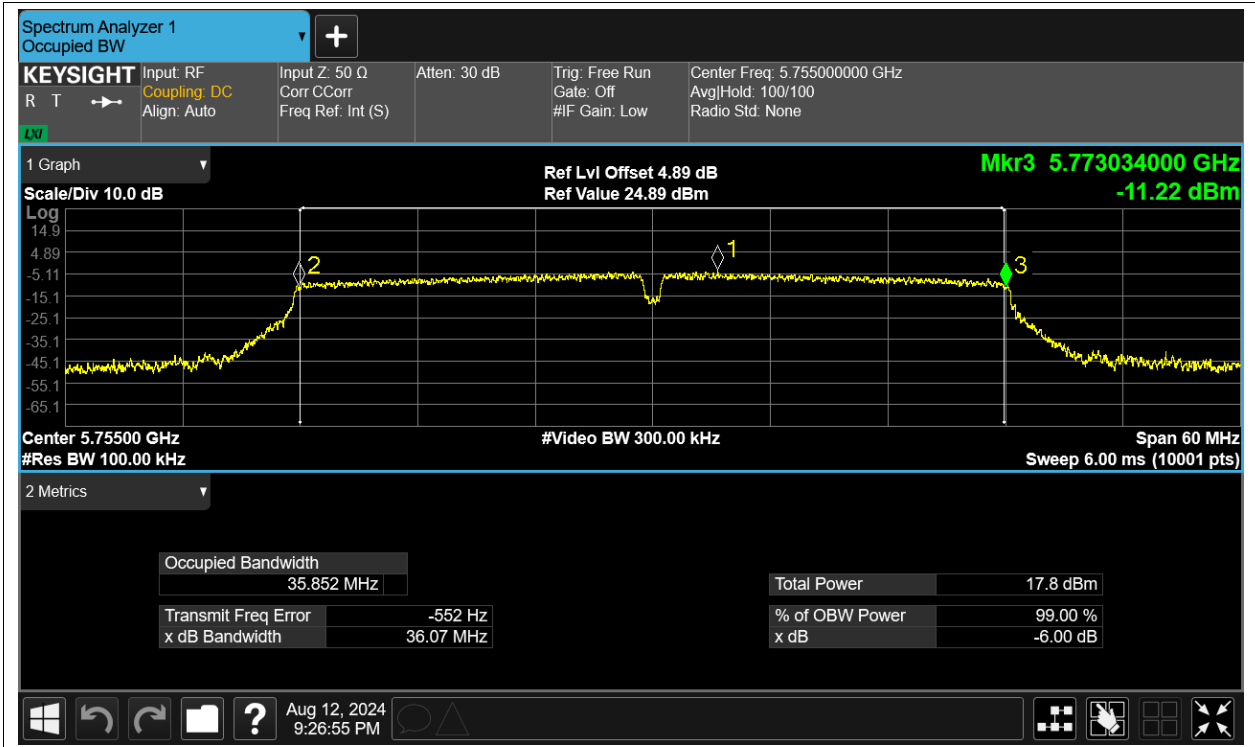 Spectrum Analyzer 1
Occupied BW
▼
+
KEYSIGHT
R T
LXI
Input: RF
Coupling: DC
Align: Auto
Input Z: 50 Ω
Corr CCorr
Freq Ref: Int (S)
Atten: 30 dB
Trig: Free Run
Gate: Off
#IF Gain: Low
Center Freq: 5.755000000 GHz
Avg|Hold: 100/100
Radio Std: None
1 Graph ▼
Scale/Div 10.0 dB
Ref Lvl Offset 4.89 dB
Ref Value 24.89 dBm
Mkr3 5.773034000 GHz
-11.22 dBm
Log
14.9
4.89
-5.11
-15.1
-25.1
-35.1
-45.1
-55.1
-65.1
2
1
3
Center 5.75500 GHz
#Res BW 100.00 kHz
#Video BW 300.00 kHz
Span 60 MHz
Sweep 6.00 ms (10001 pts)
2 Metrics ▼
Occupied Bandwidth
35.852 MHz
Transmit Freq Error -552 Hz
x dB Bandwidth 36.07 MHz
Total Power 17.8 dBm
% of OBW Power 99.00 %
x dB -6.00 dB
?
Aug 12, 2024
9:26:55 PM